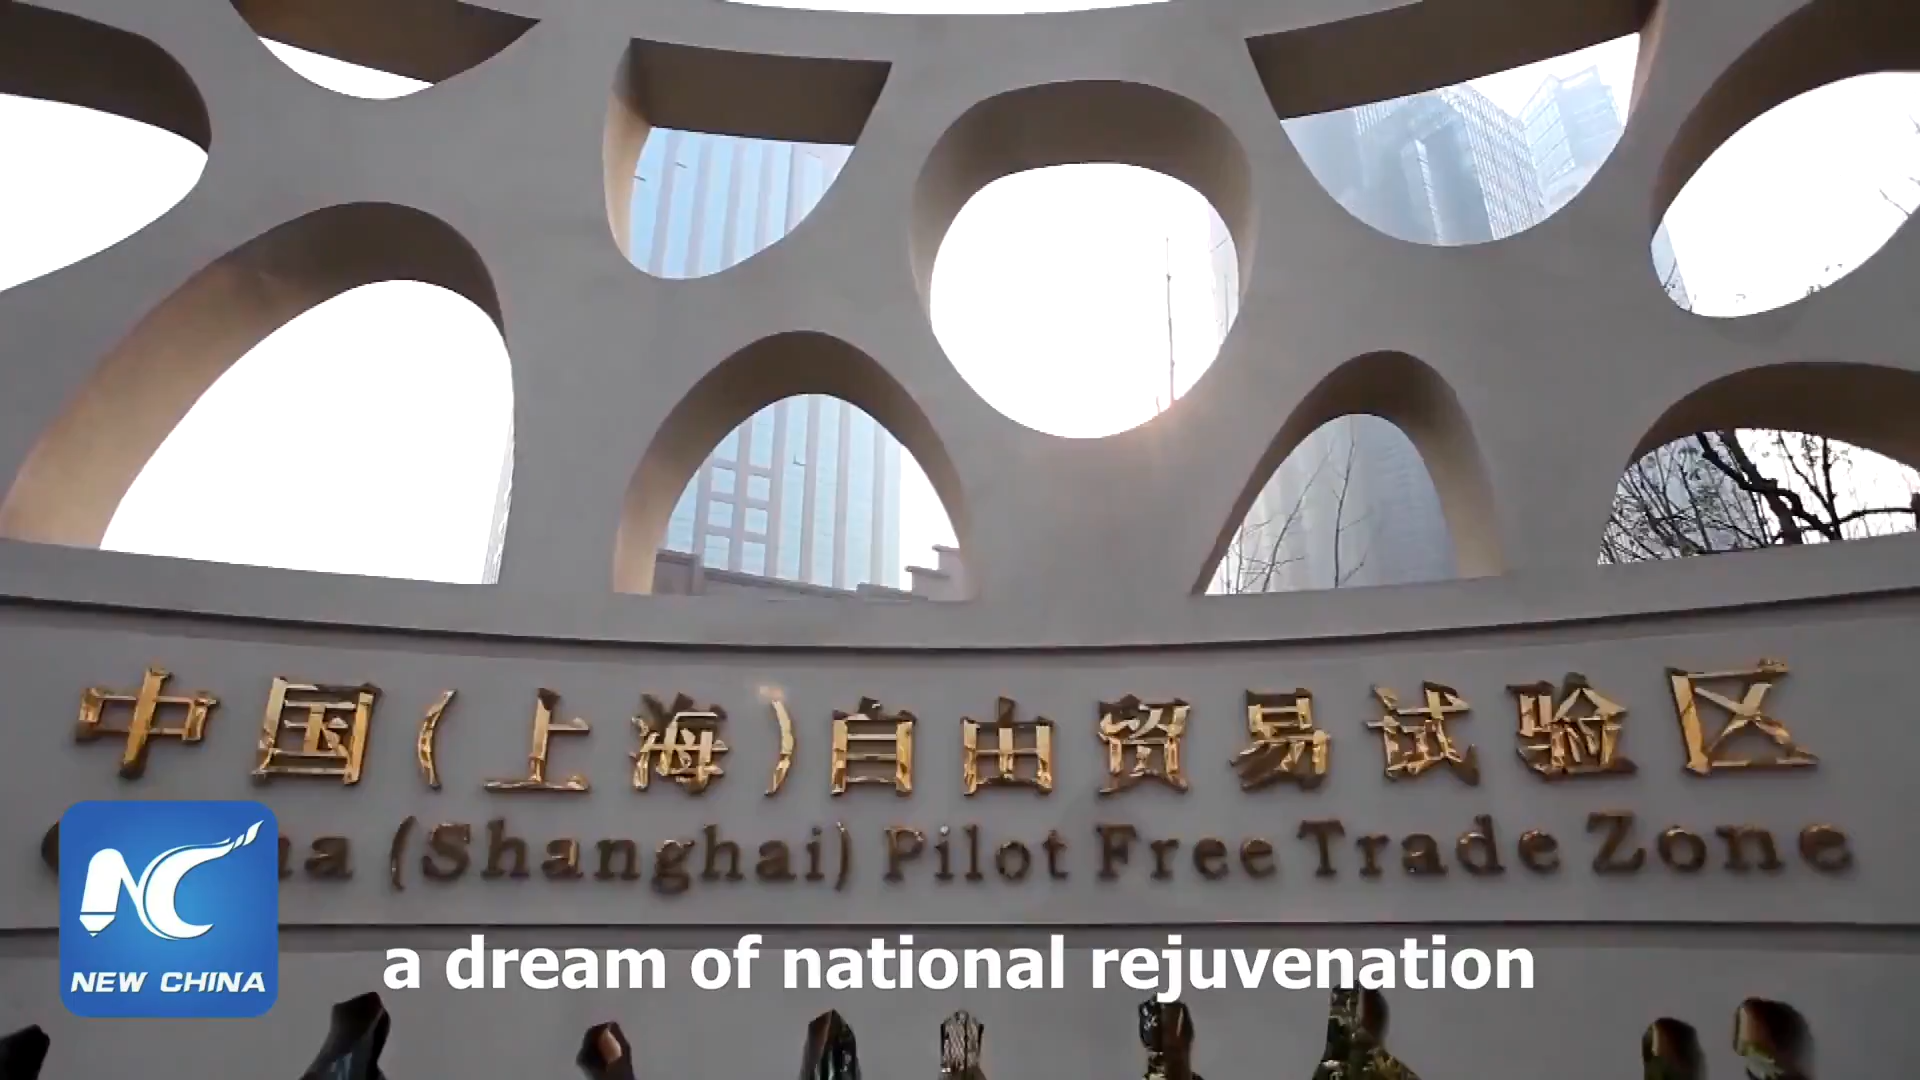 中国(上海)自由贸易试验区
(Shanghai) Pilot Free Trade Zone
NC
NEW CHINA
a dream of national rejuvenation